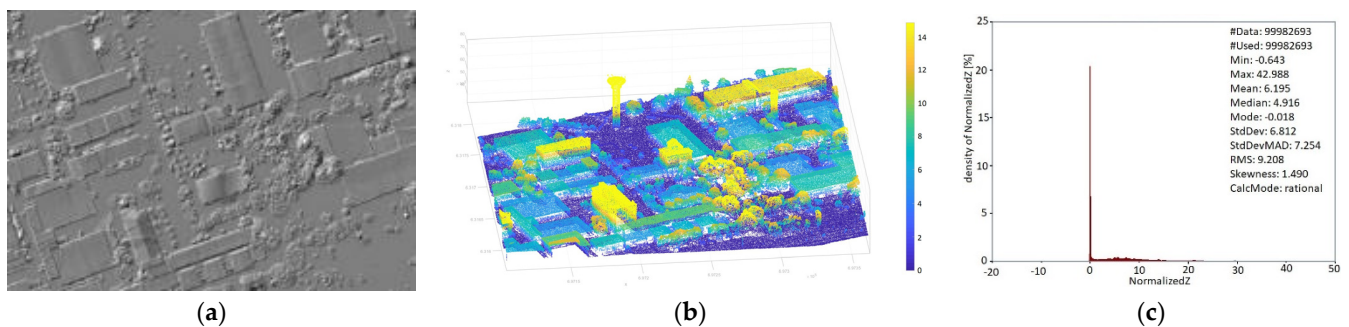 14
12
10
8
6
4
2
0
25
20
15
10
5
0
-20
-10
0
10
20
30
40
50
density of NormalizedZ [%]
NormalizedZ
#Data: 99982693
#Used: 99982693
Min: -0.643
Max: 42.988
Mean: 6.195
Median: 4.916
Mode: -0.018
StdDev: 6.812
StdDevMAD: 7.254
RMS: 9.208
Skewness: 1.490
CalcMode: rational
(a)
(b)
(c)